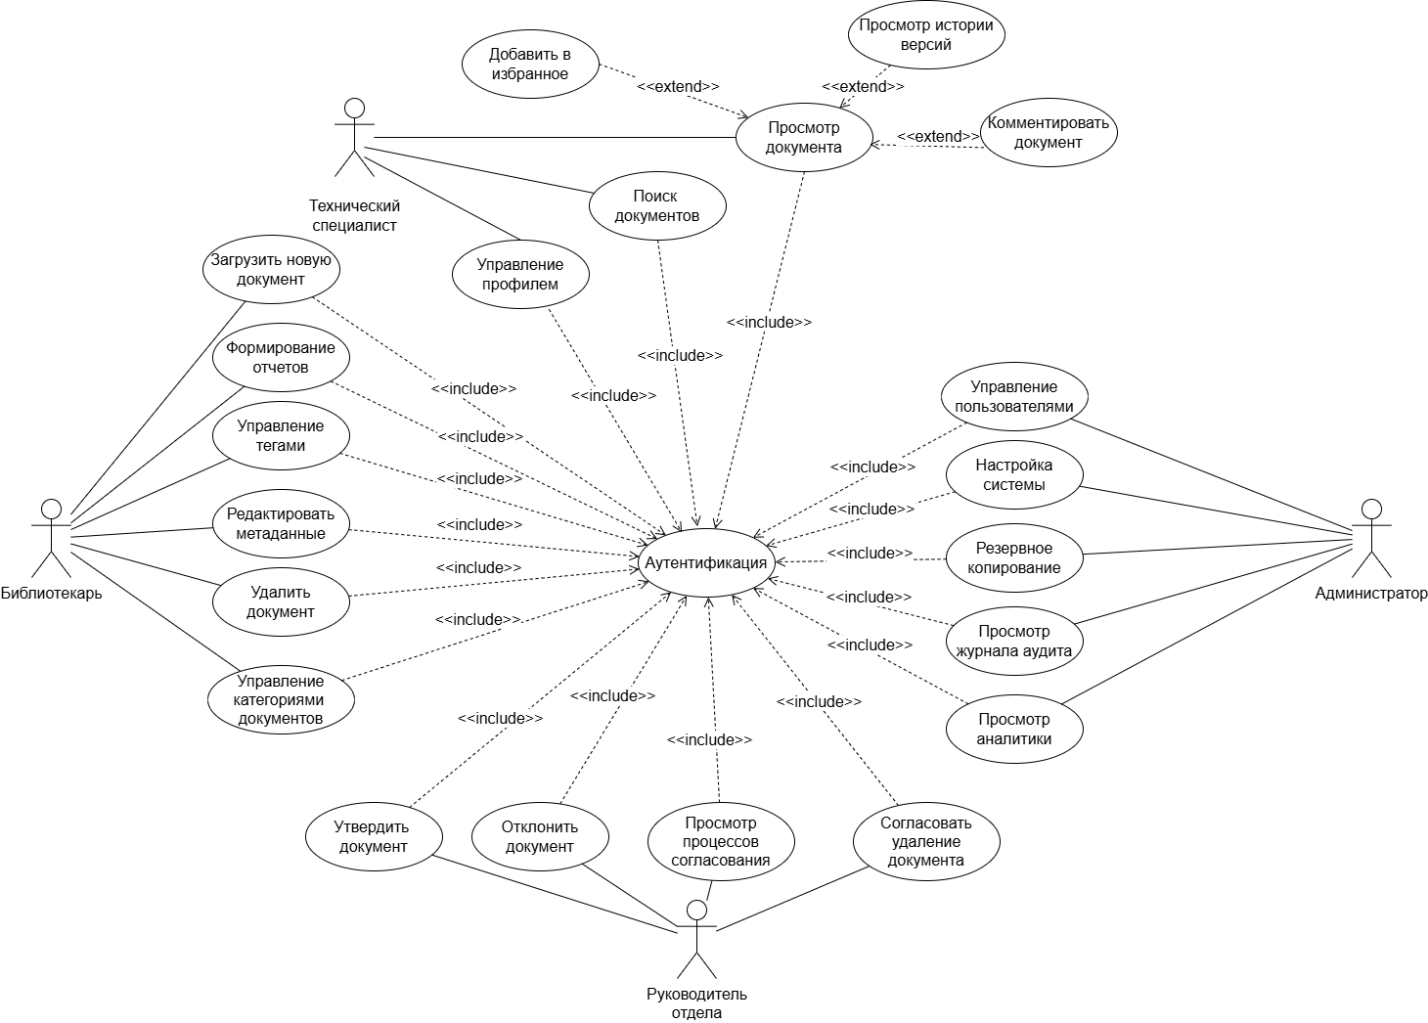 Просмотр истории
версий
Добавить в
избранное
<<extend>>
<<extend>>
Просмотр
документа
<<extend>>
Комментировать
документ
Технический
специалист
Поиск
документов
Загрузить новую
документ
Управление
профилем
<<include>>
<<include>>
<<include>>
<<include>>
Формирование
отчетов
<<include>>
Управление
тегами
<<include>>
Редактировать
метаданные
<<include>>
Удалить
документ
<<include>>
Управление
категориями
документов
<<include>>
Библиотекарь
Аутентификация
Управление
пользователями
<<include>>
Настройка
системы
<<include>>
Резервное
копирование
<<include>>
Просмотр
журнала аудита
<<include>>
Просмотр
аналитики
<<include>>
Администратор
<<include>>
<<include>>
<<include>>
<<include>>
Утвердить
документ
Отклонить
документ
Просмотр
процессов
согласования
Согласовать
удаление
документа
Руководитель
отдела